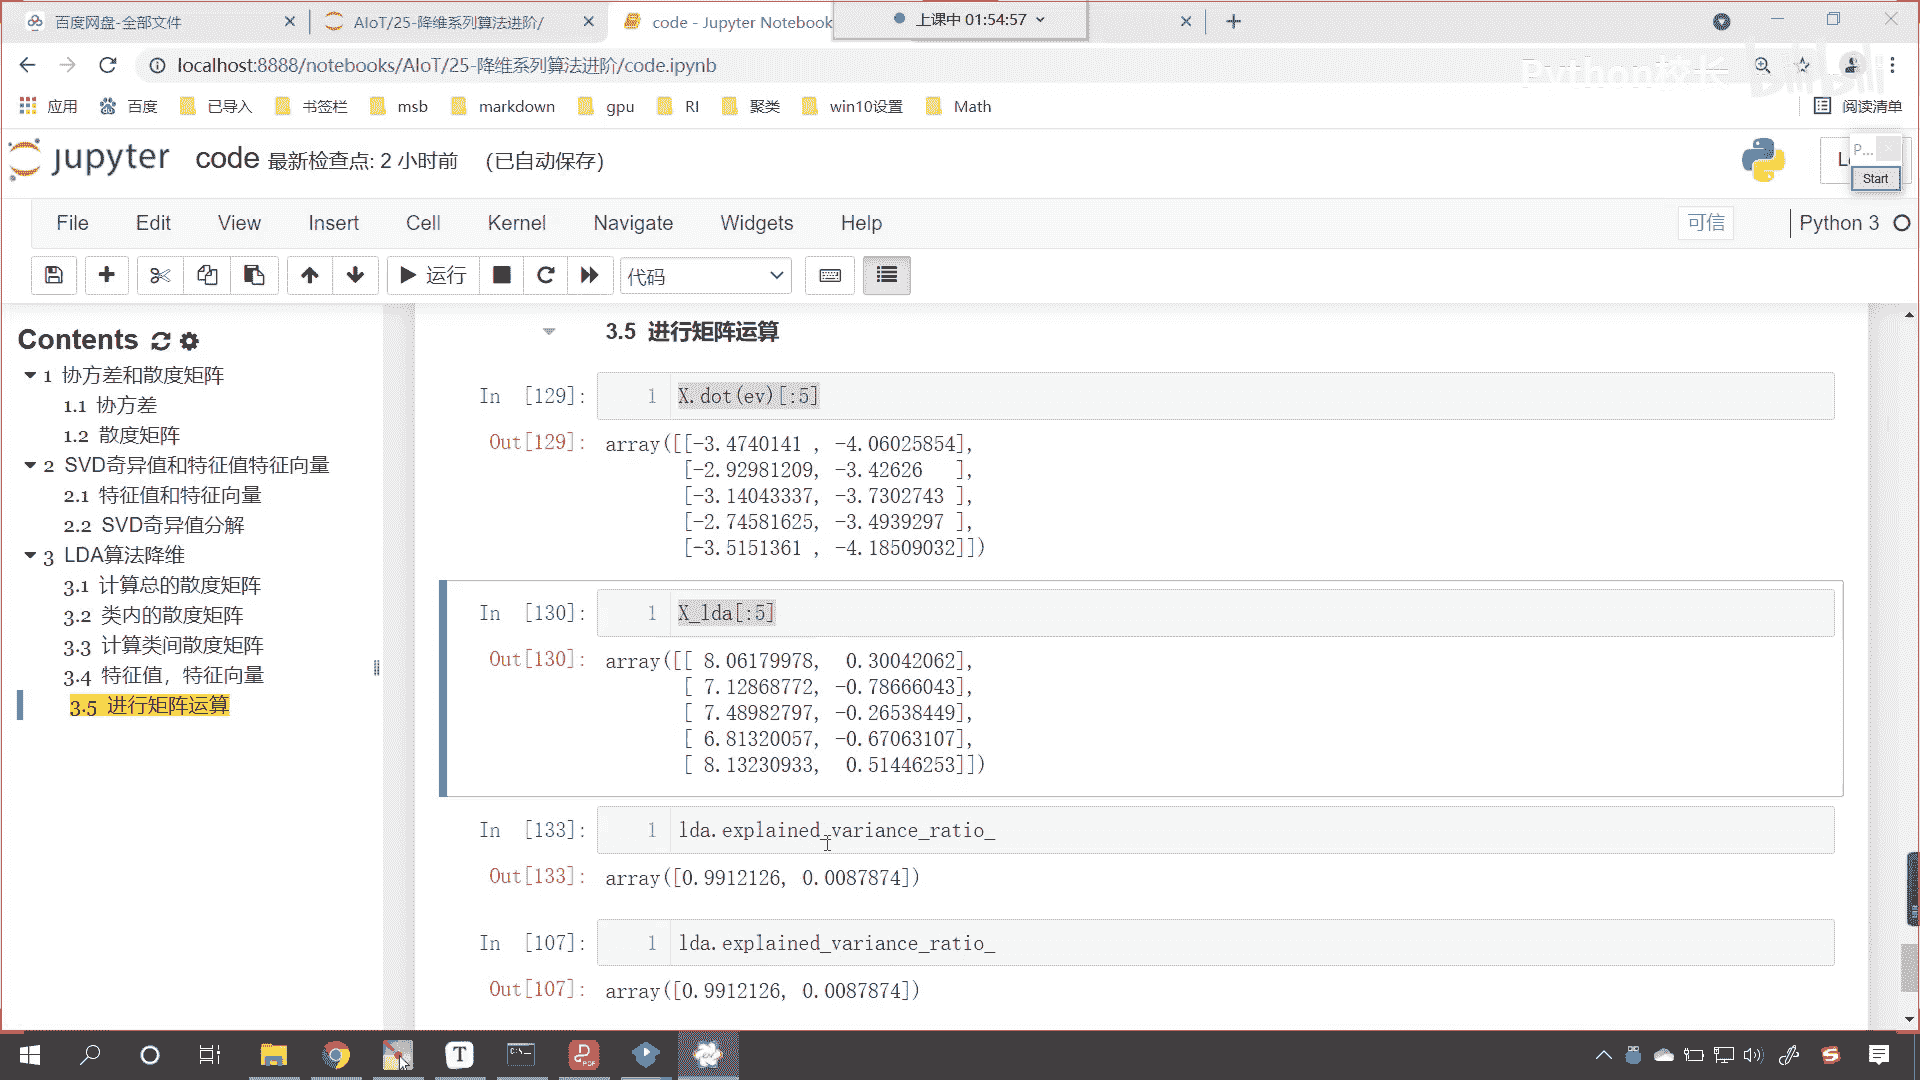 百度网盘-全部文件
AIoT/25-降维系列算法进阶/
code - Jupyter Notebook
上课中 01:54:57
localhost:8888/notebooks/AIoT/25-降维系列算法进阶/code.ipynb
Python校长
bilibili
应用 百度 已导入 书签栏 msb markdown gpu RI 聚类 win10设置 Math 阅读清单
jupyter code 最新检查点: 2 小时前 (已自动保存)
P...
Start
File Edit View Insert Cell Kernel Navigate Widgets Help 可信 Python 3
运行 代码
Contents
1 协方差和散度矩阵
1.1 协方差
1.2 散度矩阵
2 SVD奇异值和特征值特征向量
2.1 特征值和特征向量
2.2 SVD奇异值分解
3 LDA算法降维
3.1 计算总的散度矩阵
3.2 类内的散度矩阵
3.3 计算类间散度矩阵
3.4 特征值，特征向量
3.5 进行矩阵运算
3.5 进行矩阵运算
In [129]: 1 X.dot(ev)[:5]
Out[129]: array([[-3.4740141 , -4.06025854],
[-2.92981209, -3.42626   ],
[-3.14043337, -3.7302743 ],
[-2.74581625, -3.4939297 ],
[-3.5151361 , -4.18509032]])
In [130]: 1 X_lda[:5]
Out[130]: array([[ 8.06179978,  0.30042062],
[ 7.12868772, -0.78666043],
[ 7.48982797, -0.26538449],
[ 6.81320057, -0.67063107],
[ 8.13230933,  0.51446253]])
In [133]: 1 lda.explained_variance_ratio_
Out[133]: array([0.9912126, 0.0087874])
In [107]: 1 lda.explained_variance_ratio_
Out[107]: array([0.9912126, 0.0087874])